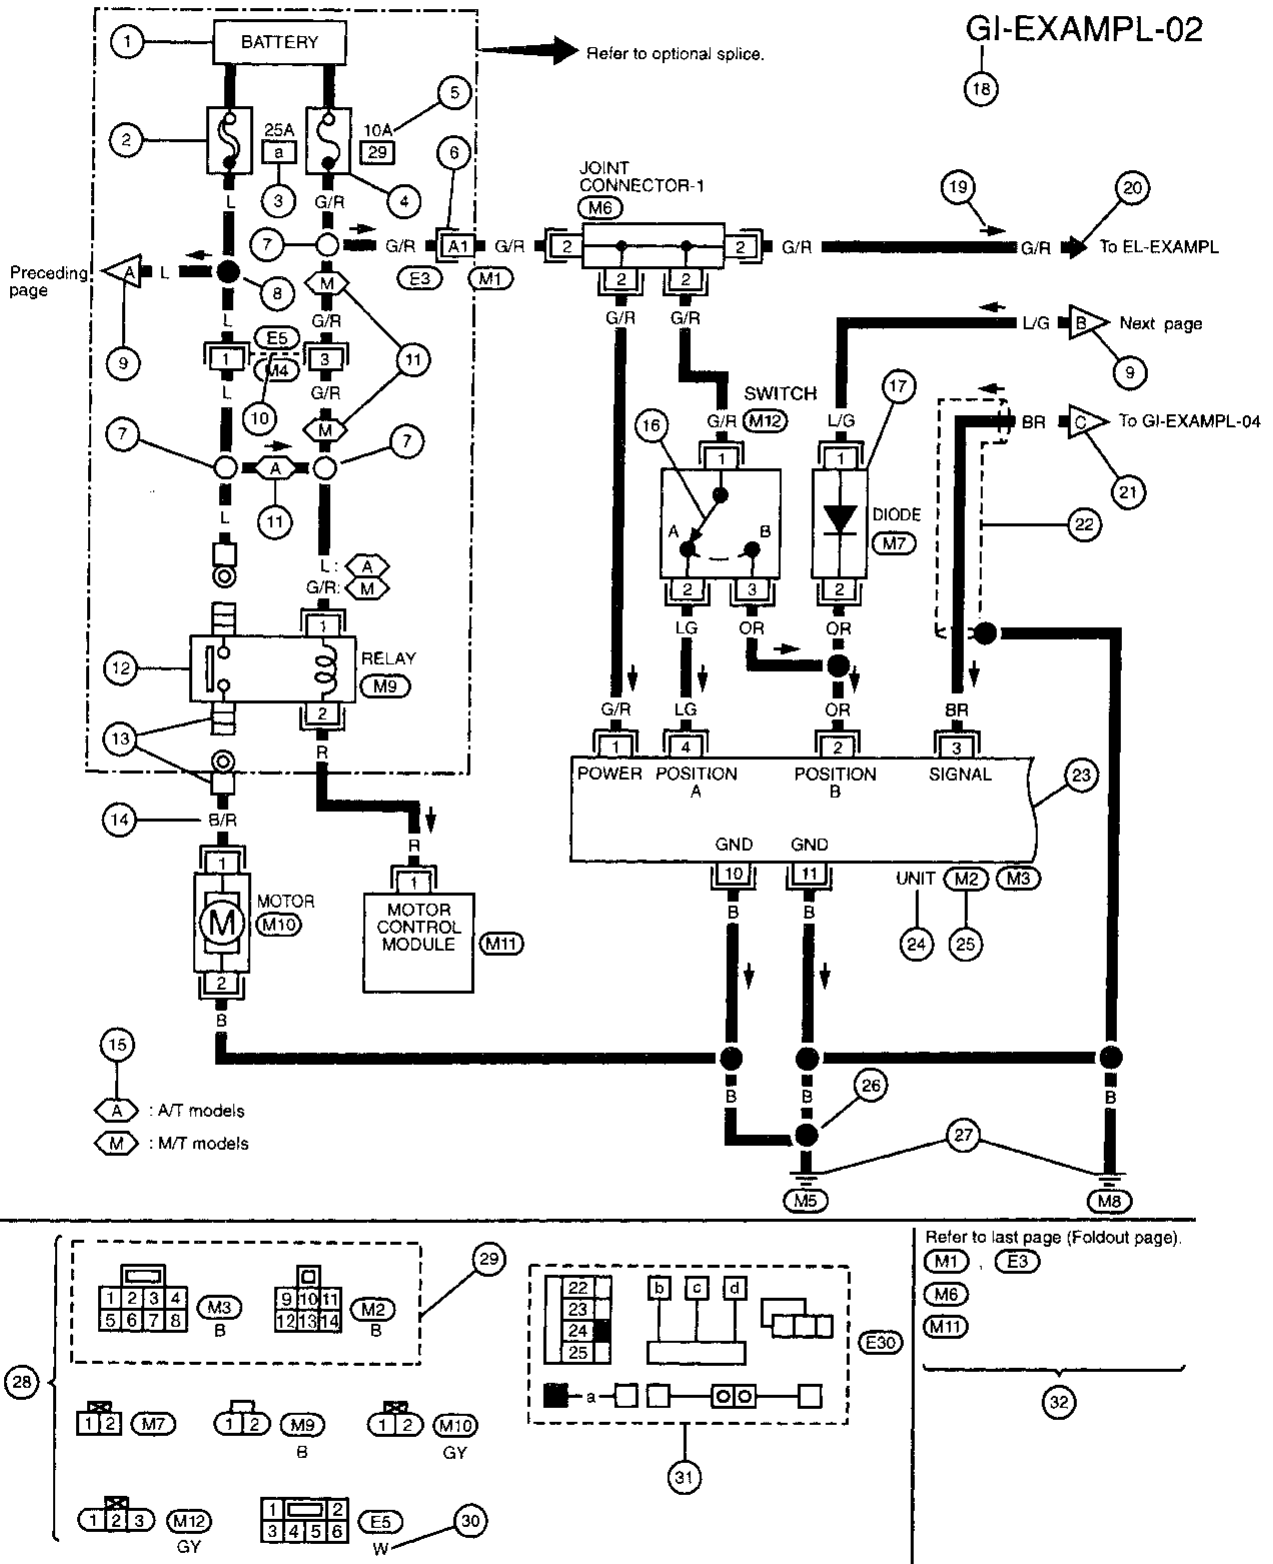 GI-EXAMPL-02
18
1
BATTERY
Refer to optional splice.
2
25A
a
3
10A
29
5
4
6
L
G/R
7
G/R
A1
G/R
E3
M1
JOINT
CONNECTOR-1
M6
2
2
2
2
G/R
19
20
G/R
To EL-EXAMPL
Preceding
page
A
L
8
9
M
L
G/R
E5
1
3
M4
10
11
L
G/R
M
7
7
A
11
L
L : A
G/R: M
G/R
G/R
L/G
B
Next page
9
SWITCH
M12
G/R
16
17
L/G
BR
C
To GI-EXAMPL-04
21
22
1
A
B
2
3
1
DIODE
M7
2
LG
OR
OR
1
12
RELAY
M9
2
13
R
14
B/R
G/R
LG
OR
BR
1
4
2
3
POWER
POSITION
A
POSITION
B
SIGNAL
23
GND
GND
10
11
UNIT
M2
M3
24
25
1
M
MOTOR
M10
2
R
1
MOTOR
CONTROL
MODULE
M11
B
B
B
15
A : A/T models
M : M/T models
B
B
B
26
27
M5
M8
28
29
1 2 3 4
5 6 7 8
M3
B
9 10 11
12 13 14
M2
B
1 2
M7
1 2
M9
B
1 2
M10
GY
1 2 3
M12
GY
1 2
3 4 5 6
E5
W
30
22
23
24
25
b
c
d
a
E30
31
Refer to last page (Foldout page).
M1 , E3
M6
M11
32